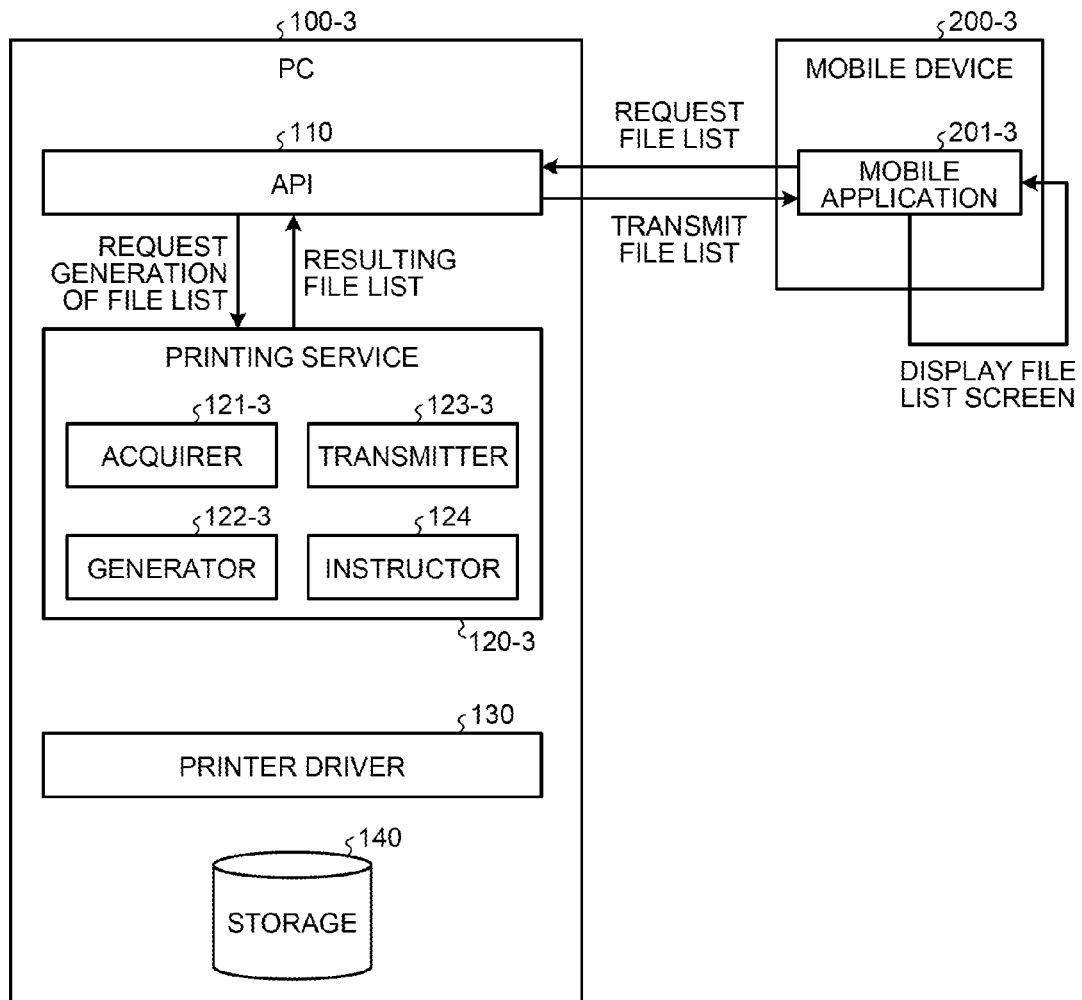 100-3
PC
110
API
REQUEST
GENERATION
OF FILE LIST
RESULTING
FILE LIST
PRINTING SERVICE
121-3
ACQUIRER
123-3
TRANSMITTER
122-3
GENERATOR
124
INSTRUCTOR
120-3
130
PRINTER DRIVER
140
STORAGE
REQUEST
FILE LIST
TRANSMIT
FILE LIST
200-3
MOBILE DEVICE
201-3
MOBILE
APPLICATION
DISPLAY FILE
LIST SCREEN